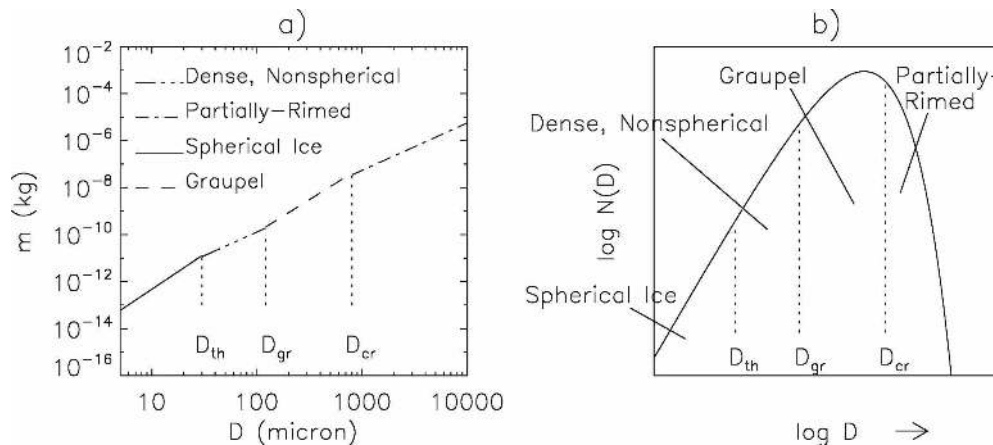 a)
10^-2
10^-4
10^-6
10^-8
10^-10
10^-12
10^-14
10^-16
m (kg)
Dense, Nonspherical
Partially-Rimed
Spherical Ice
Graupel
D_th
D_gr
D_cr
10
100
1000
10000
D (micron)
b)
log N(D)
Graupel
Partially-
Rimed
Dense, Nonspherical
Spherical Ice
D_th
D_gr
D_cr
log D →